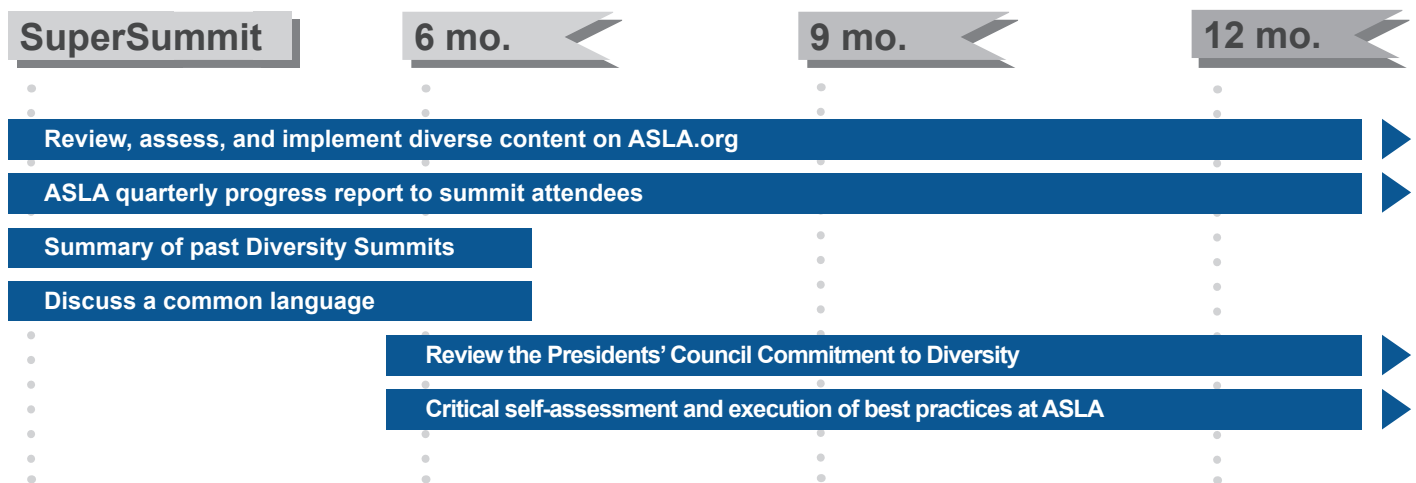 SuperSummit
6 mo.
9 mo.
12 mo.
Review, assess, and implement diverse content on ASLA.org
ASLA quarterly progress report to summit attendees
Summary of past Diversity Summits
Discuss a common language
Review the Presidents’ Council Commitment to Diversity
Critical self-assessment and execution of best practices at ASLA